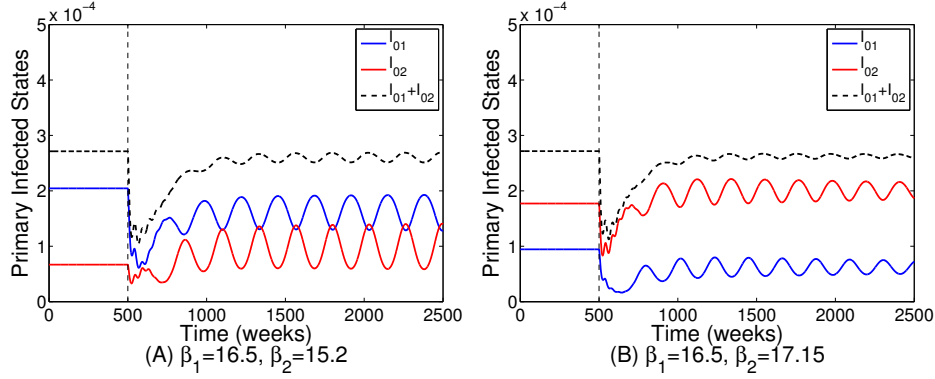 5 x 10⁻⁴
4
3
2
1
0
0 500 1000 1500 2000 2500
Primary Infected States
Time (weeks)
I₀₁
I₀₂
I₀₁+I₀₂
(A) β₁=16.5, β₂=15.2
5 x 10⁻⁴
4
3
2
1
0
0 500 1000 1500 2000 2500
Primary Infected States
Time (weeks)
I₀₁
I₀₂
I₀₁+I₀₂
(B) β₁=16.5, β₂=17.15